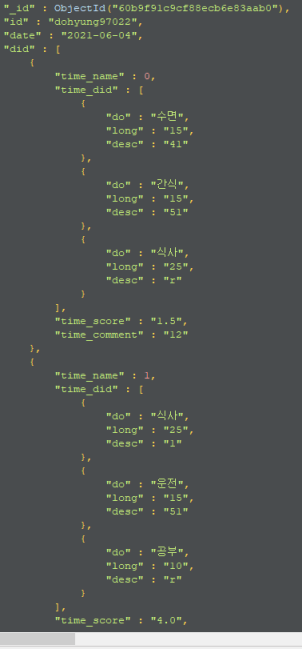 "_id" : ObjectId("60b9f91c9cf88ecb6e83aab0"),
"id" : "dohyung97022",
"date" : "2021-06-04",
"did" : [
{
"time_name" : 0,
"time_did" : [
{
"do" : "수면",
"long" : "15",
"desc" : "41"
},
{
"do" : "간식",
"long" : "15",
"desc" : "51"
},
{
"do" : "식사",
"long" : "25",
"desc" : "r"
}
],
"time_score" : "1.5",
"time_comment" : "12"
},
{
"time_name" : 1,
"time_did" : [
{
"do" : "식사",
"long" : "25",
"desc" : "1"
},
{
"do" : "운전",
"long" : "15",
"desc" : "51"
},
{
"do" : "공부",
"long" : "10",
"desc" : "r"
}
],
"time_score" : "4.0",